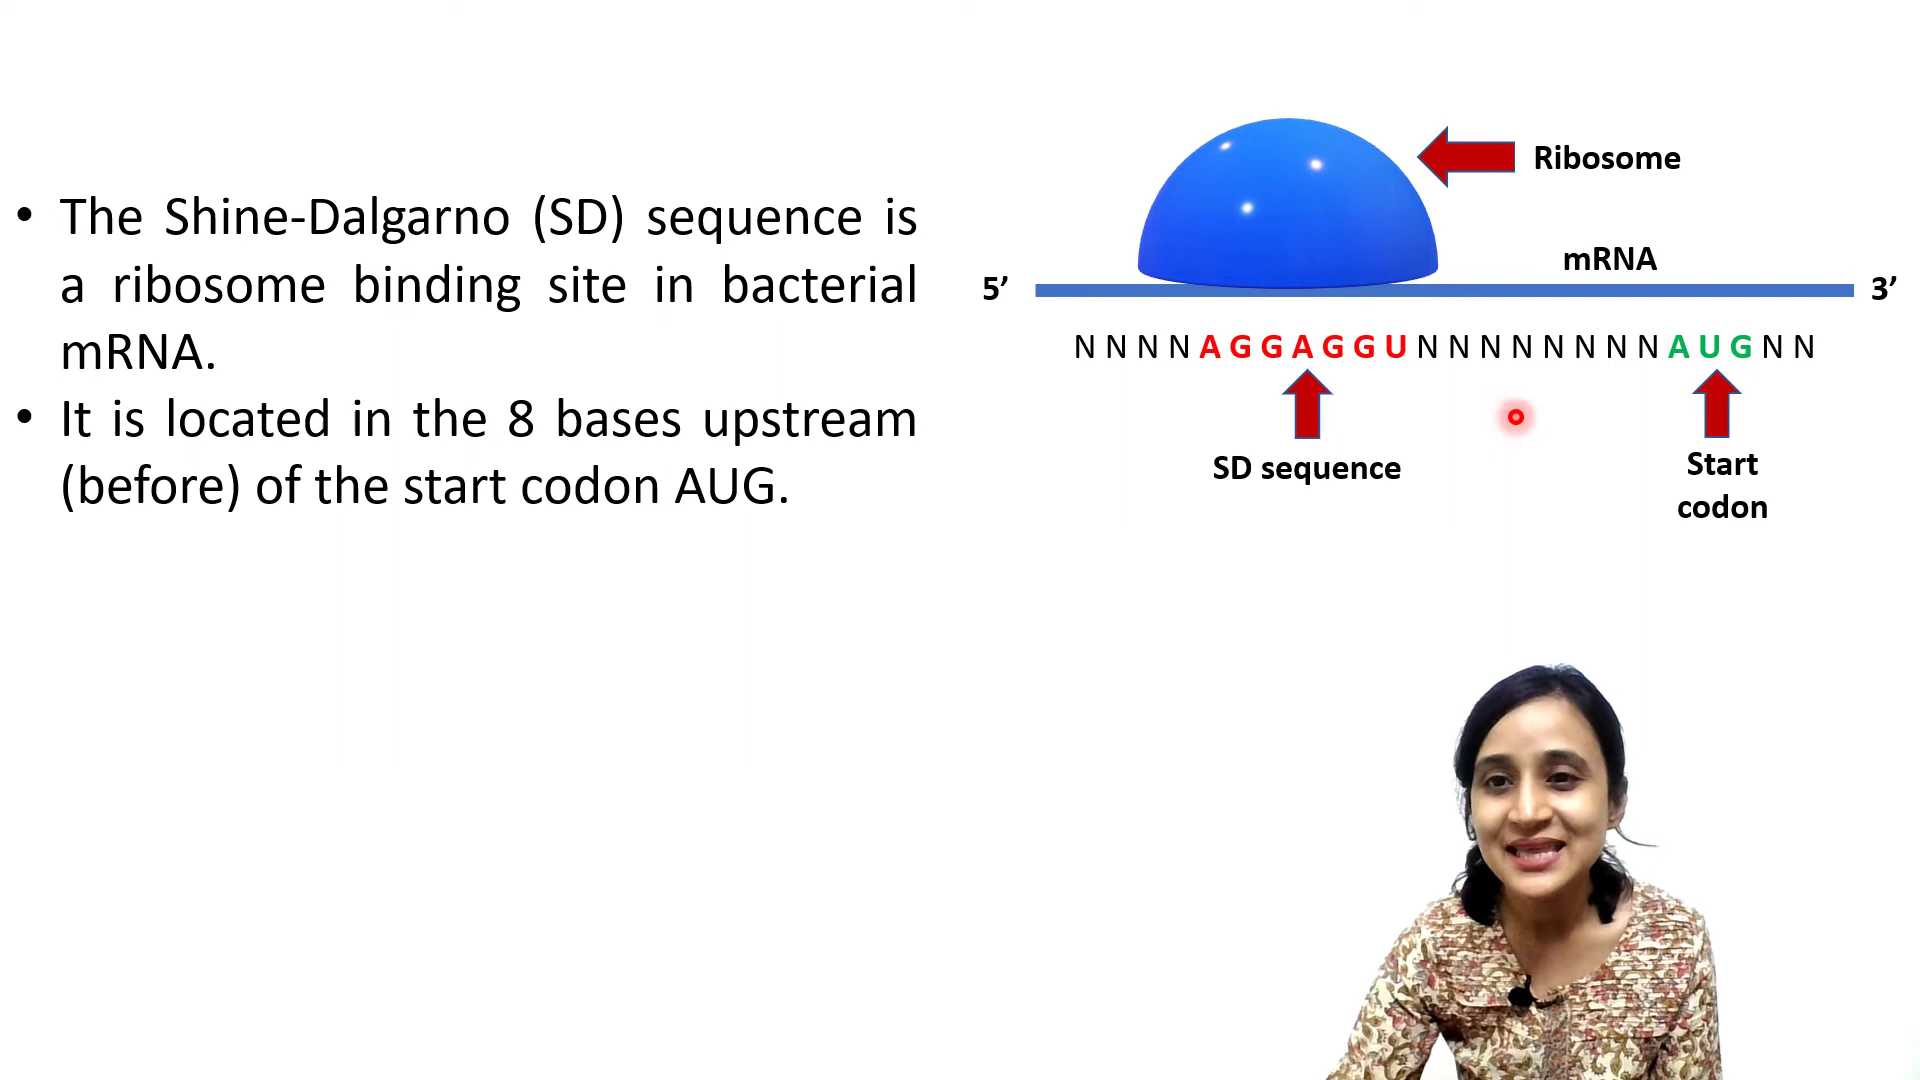 • The Shine-Dalgarno (SD) sequence is
a ribosome binding site in bacterial
mRNA.
• It is located in the 8 bases upstream
(before) of the start codon AUG.
Ribosome
mRNA
5’ 3’
N N N N A G G A G G U N N N N N N N N A U G N N
SD sequence
Start
codon